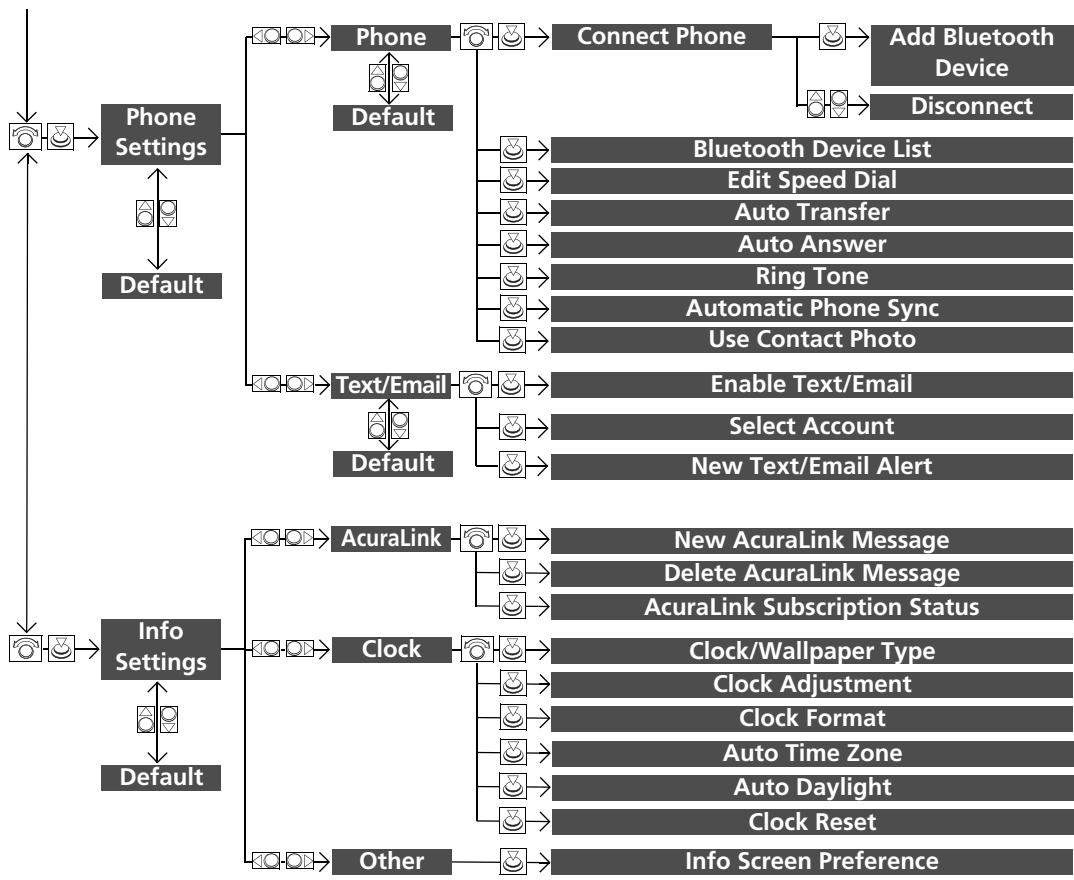 Phone
Connect Phone
Add Bluetooth
Device
Disconnect
Default
Phone
Settings
Default
Bluetooth Device List
Edit Speed Dial
Auto Transfer
Auto Answer
Ring Tone
Automatic Phone Sync
Use Contact Photo
Text/Email
Enable Text/Email
Select Account
New Text/Email Alert
Default
AcuraLink
New AcuraLink Message
Delete AcuraLink Message
AcuraLink Subscription Status
Info
Settings
Default
Clock
Clock/Wallpaper Type
Clock Adjustment
Clock Format
Auto Time Zone
Auto Daylight
Clock Reset
Other
Info Screen Preference